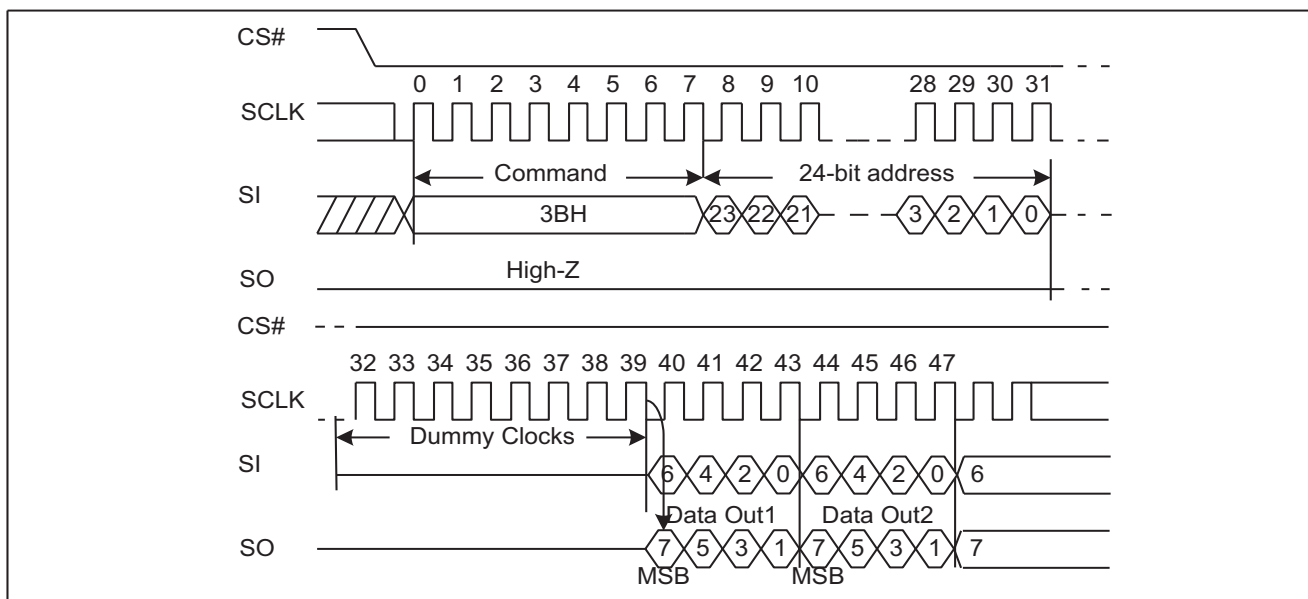 CS#
0 1 2 3 4 5 6 7 8 9 10 28 29 30 31
SCLK
Command 24-bit address
SI
3BH 23 22 21 3 2 1 0
High-Z
SO
CS#
32 33 34 35 36 37 38 39 40 41 42 43 44 45 46 47
SCLK
Dummy Clocks
SI
6 4 2 0 6 4 2 0 6
Data Out1 Data Out2
SO
7 5 3 1 7 5 3 1 7
MSB MSB